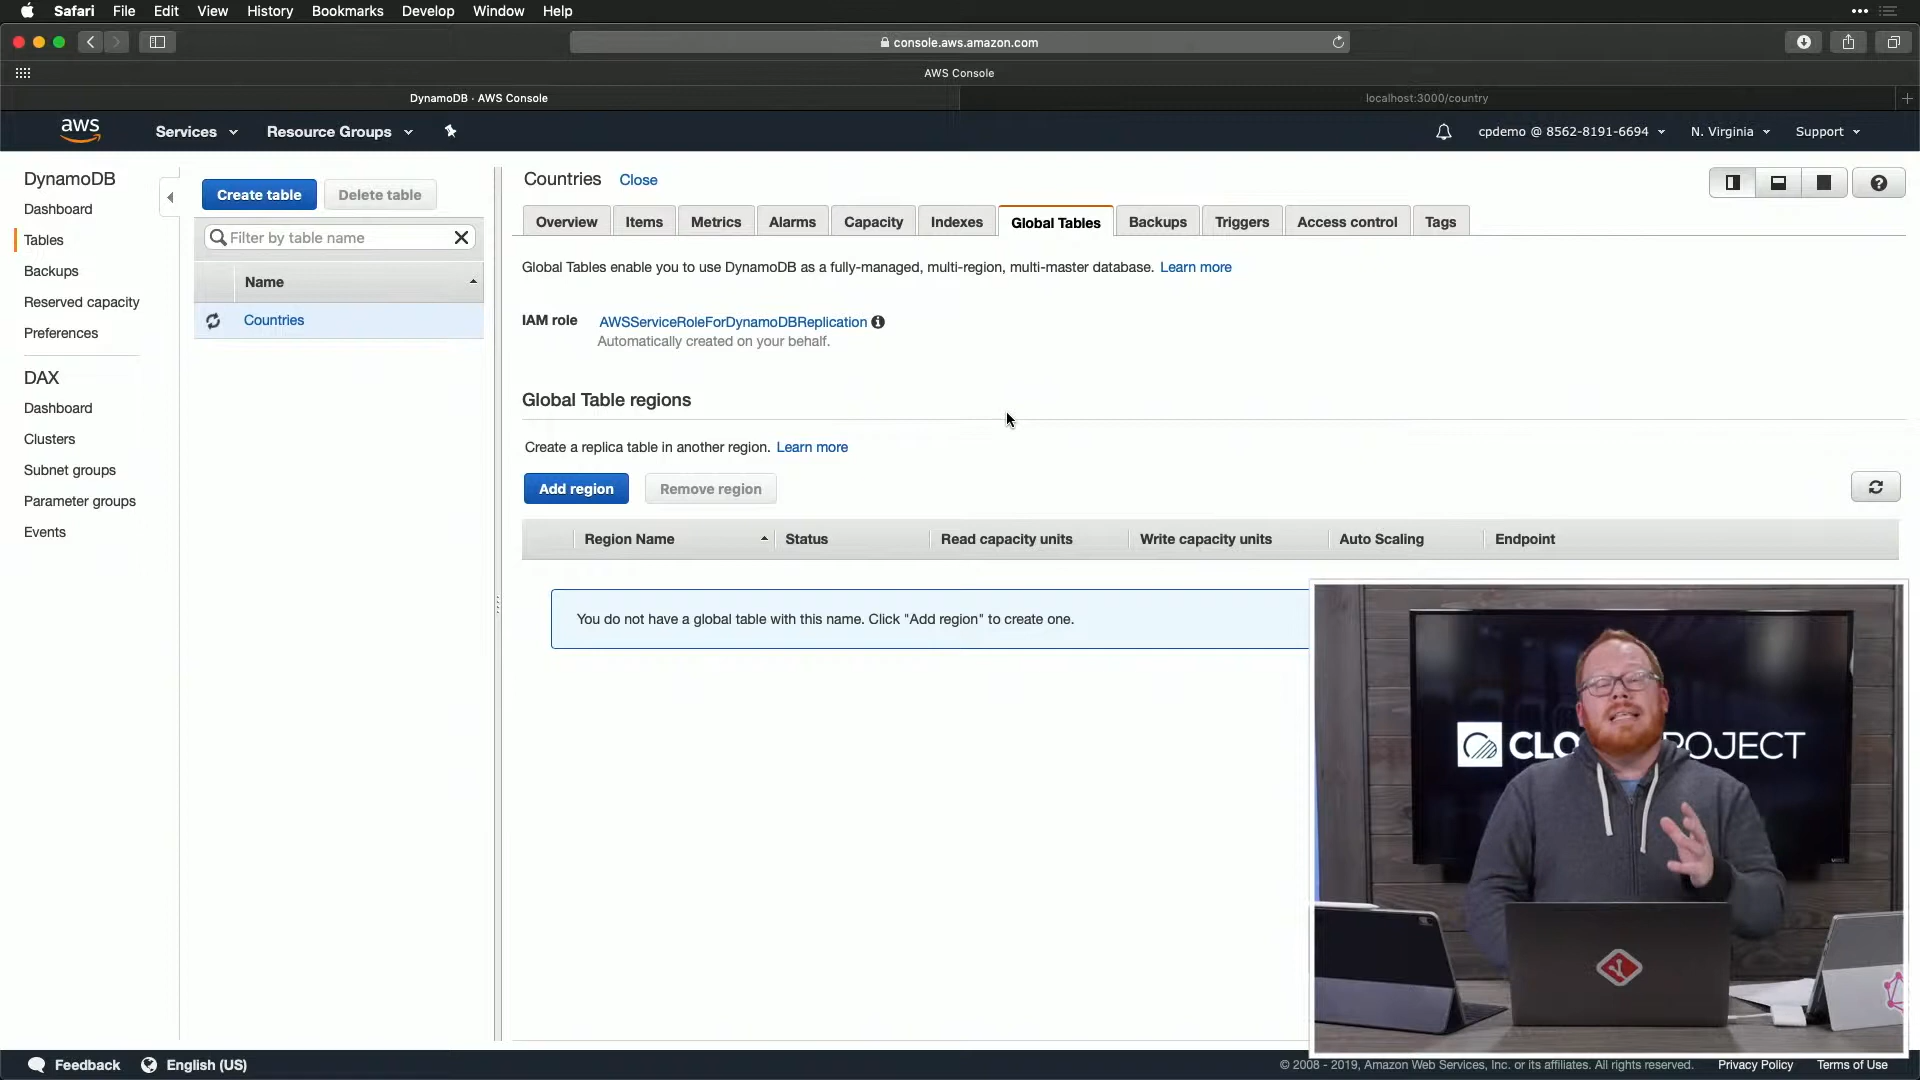 Safari File Edit View History Bookmarks Develop Window Help
console.aws.amazon.com
AWS Console
DynamoDB · AWS Console
localhost:3000/country
aws
Services
Resource Groups
cpdemo @ 8562-8191-6694
N. Virginia
Support
DynamoDB
Dashboard
Tables
Backups
Reserved capacity
Preferences
DAX
Dashboard
Clusters
Subnet groups
Parameter groups
Events
Create table
Delete table
Filter by table name
Name
Countries
Countries Close
Overview Items Metrics Alarms Capacity Indexes Global Tables Backups Triggers Access control Tags
Global Tables enable you to use DynamoDB as a fully-managed, multi-region, multi-master database. Learn more
IAM role AWSServiceRoleForDynamoDBReplication
Automatically created on your behalf.
Global Table regions
Create a replica table in another region. Learn more
Add region
Remove region
Region Name Status Read capacity units Write capacity units Auto Scaling Endpoint
You do not have a global table with this name. Click "Add region" to create one.
CLO ROJECT
Feedback
English (US)
© 2008 - 2019, Amazon Web Services, Inc. or its affiliates. All rights reserved. Privacy Policy Terms of Use